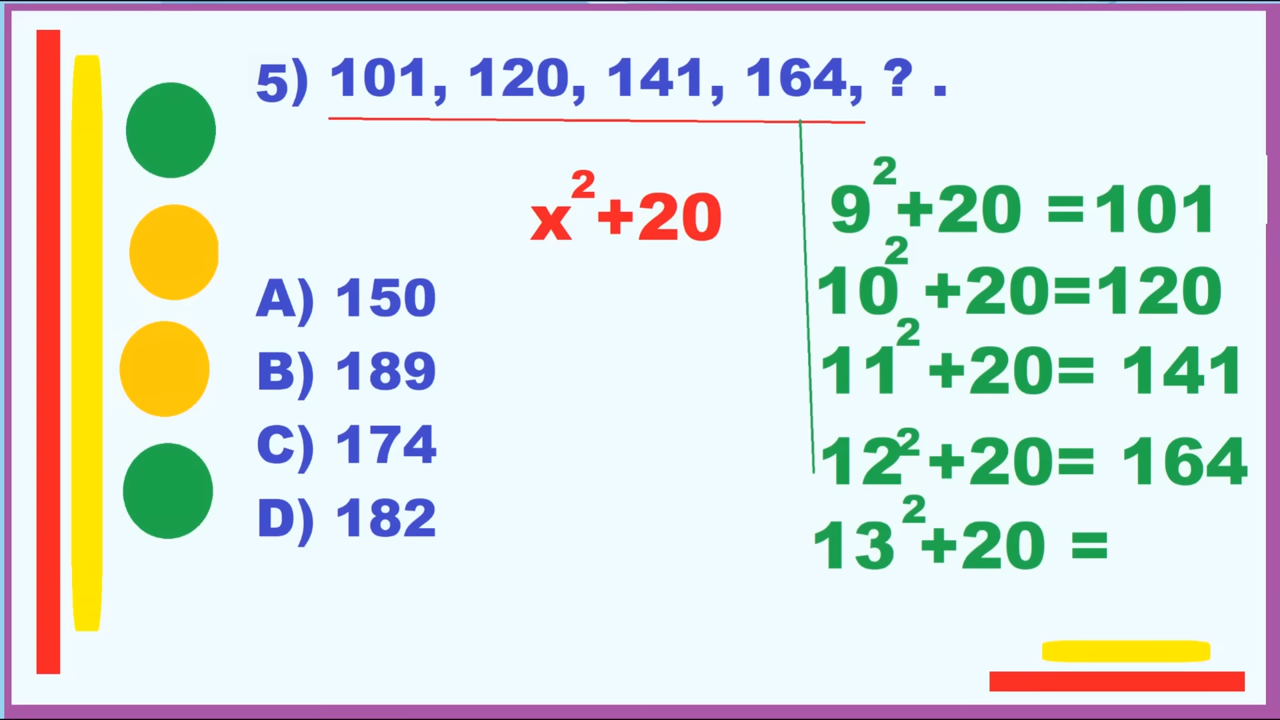 5) 101, 120, 141, 164, ? .
x²+20
A) 150
B) 189
C) 174
D) 182
9²+20 =101
10²+20=120
11²+20= 141
12²+20= 164
13²+20 =